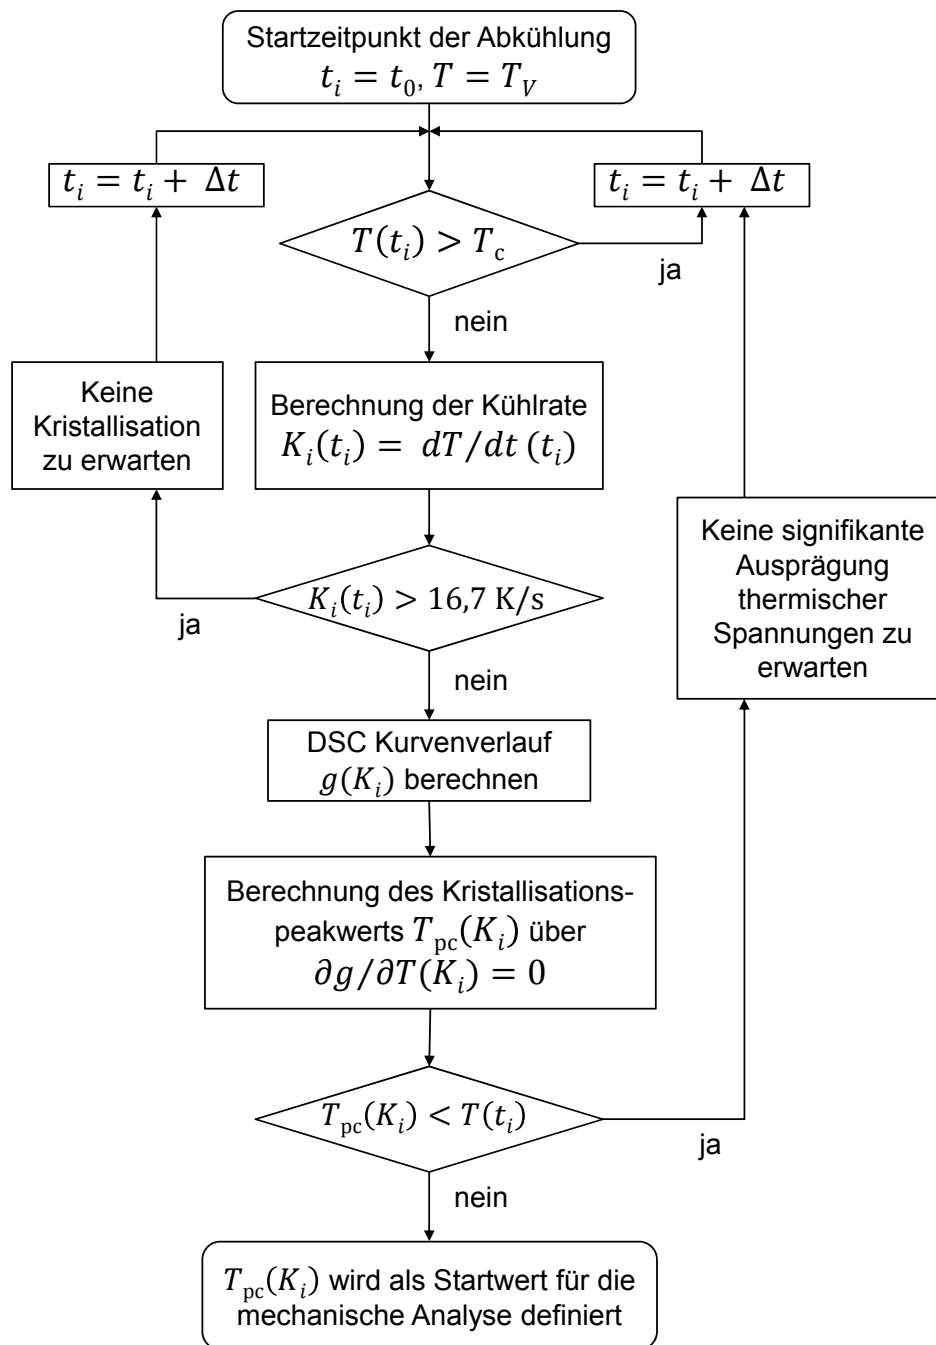 Startzeitpunkt der Abkühlung
t_i = t_0, T = T_V
t_i = t_i + Δt
t_i = t_i + Δt
T(t_i) > T_c
ja
nein
Keine
Kristallisation
zu erwarten
Berechnung der Kühlrate
K_i(t_i) = dT/dt (t_i)
Keine signifikante
Ausprägung
thermischer
Spannungen zu
erwarten
K_i(t_i) > 16,7 K/s
ja
nein
DSC Kurvenverlauf
g(K_i) berechnen
Berechnung des Kristallisations-
peakwerts T_pc(K_i) über
∂g/∂T(K_i) = 0
T_pc(K_i) < T(t_i)
ja
nein
T_pc(K_i) wird als Startwert für die
mechanische Analyse definiert